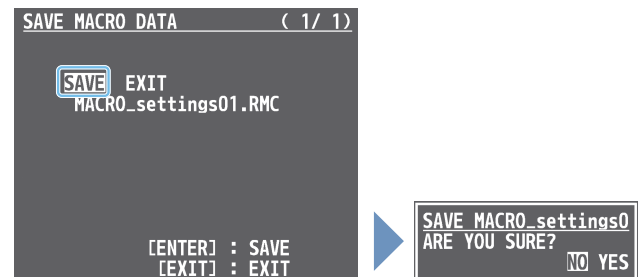 SAVE MACRO DATA ( 1/ 1)
SAVE EXIT
MACRO_settings01.RMC
[ENTER] : SAVE
[EXIT] : EXIT
SAVE MACRO_settings0
ARE YOU SURE?
NO YES